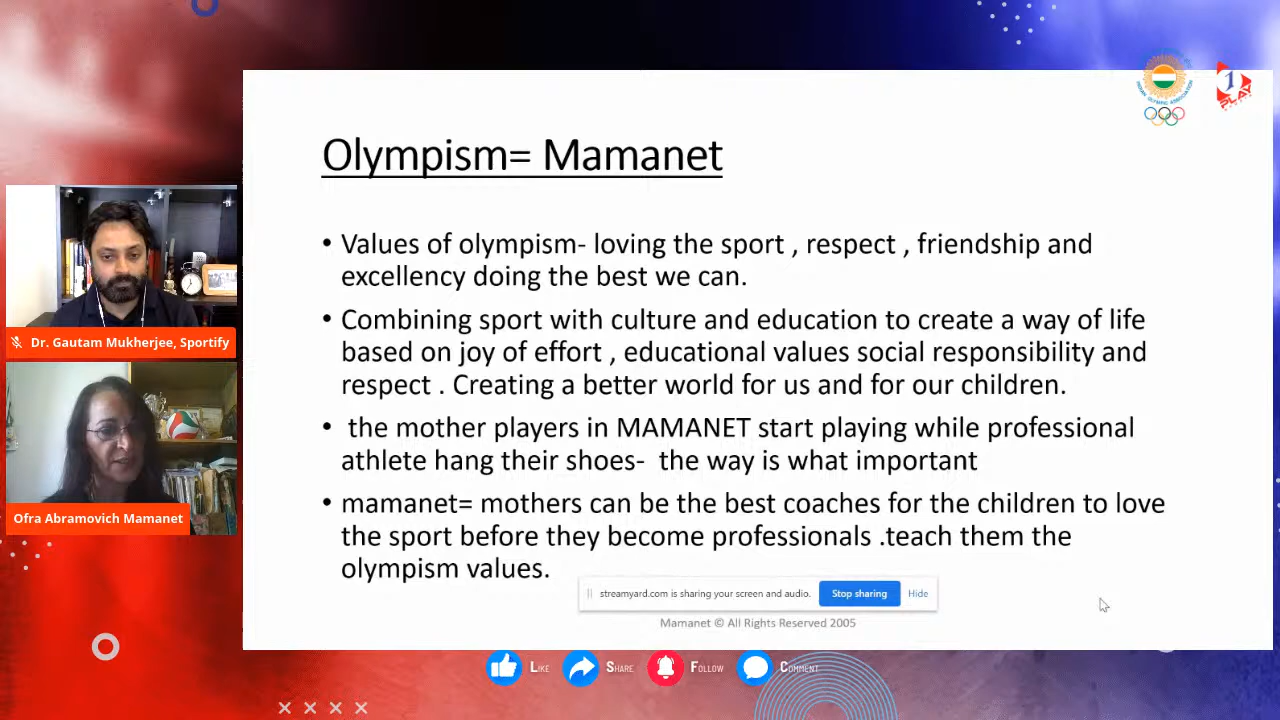 1
PLAY
Olympism= Mamanet
• Values of olympism- loving the sport , respect , friendship and
excellency doing the best we can.
• Combining sport with culture and education to create a way of life
based on joy of effort , educational values social responsibility and
respect . Creating a better world for us and for our children.
• the mother players in MAMANET start playing while professional
athlete hang their shoes- the way is what important
• mamanet= mothers can be the best coaches for the children to love
the sport before they become professionals .teach them the
olympism values.
Dr. Gautam Mukherjee, Sportify
Ofra Abramovich Mamanet
streamyard.com is sharing your screen and audio.
Stop sharing
Hide
Mamanet © All Rights Reserved 2005
Like
Share
Follow
Comment